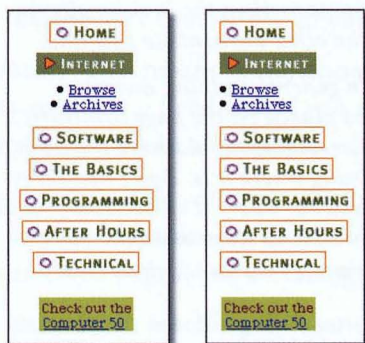 HOME
INTERNET
Browse
Archives
SOFTWARE
THE BASICS
PROGRAMMING
AFTER HOURS
TECHNICAL
Check out the
Computer 50
HOME
INTERNET
Browse
Archives
SOFTWARE
THE BASICS
PROGRAMMING
AFTER HOURS
TECHNICAL
Check out the
Computer 50